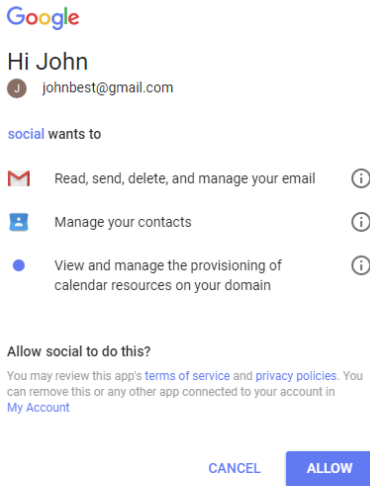 Google
Hi John
J johnbest@gmail.com
social wants to
Read, send, delete, and manage your email
Manage your contacts
View and manage the provisioning of
calendar resources on your domain
Allow social to do this?
You may review this app's terms of service and privacy policies. You
can remove this or any other app connected to your account in
My Account
CANCEL ALLOW